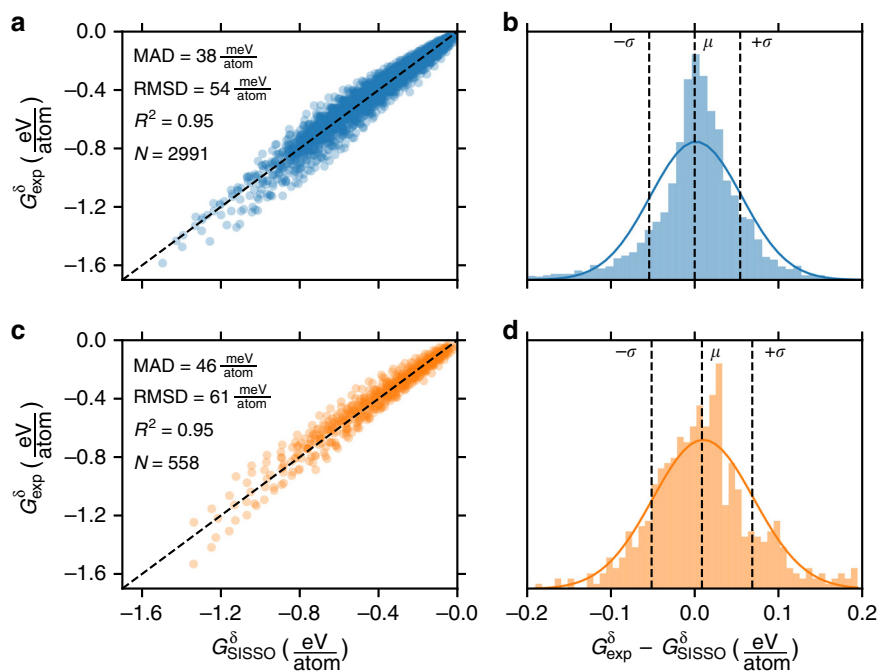 a
0.0
−0.4
−0.8
−1.2
−1.6
G^δ_exp (eV/atom)
MAD = 38 meV/atom
RMSD = 54 meV/atom
R² = 0.95
N = 2991
b
−σ
μ
+σ
c
0.0
−0.4
−0.8
−1.2
−1.6
G^δ_exp (eV/atom)
MAD = 46 meV/atom
RMSD = 61 meV/atom
R² = 0.95
N = 558
−1.6 −1.2 −0.8 −0.4 −0.0
G^δ_SISSO (eV/atom)
d
−σ
μ
+σ
−0.2 −0.1 0.0 0.1 0.2
G^δ_exp − G^δ_SISSO (eV/atom)